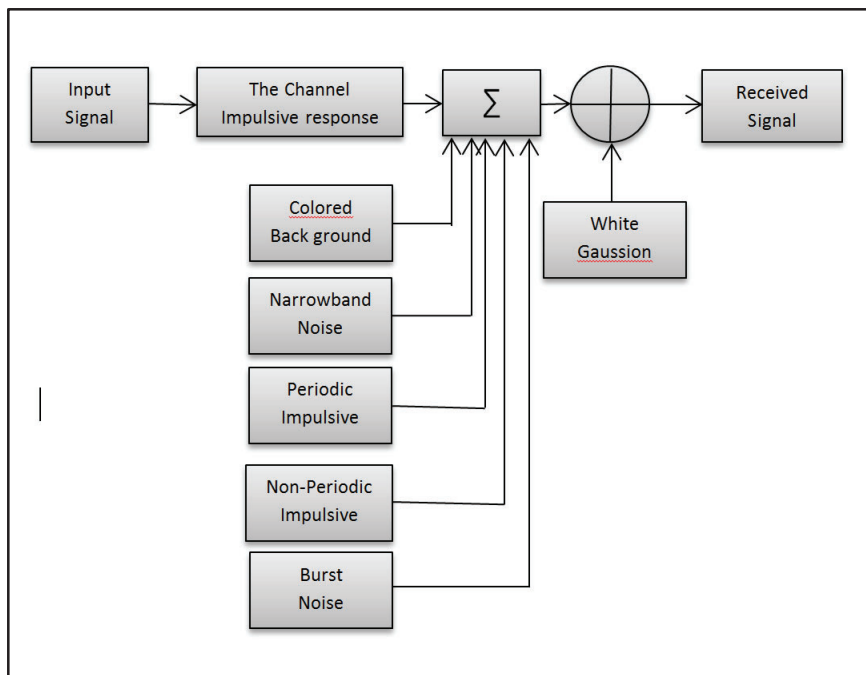 Input
Signal
The Channel
Impulsive response
Σ
Received
Signal
Colored
Back ground
White
Gaussion
Narrowband
Noise
Periodic
Impulsive
Non-Periodic
Impulsive
Burst
Noise